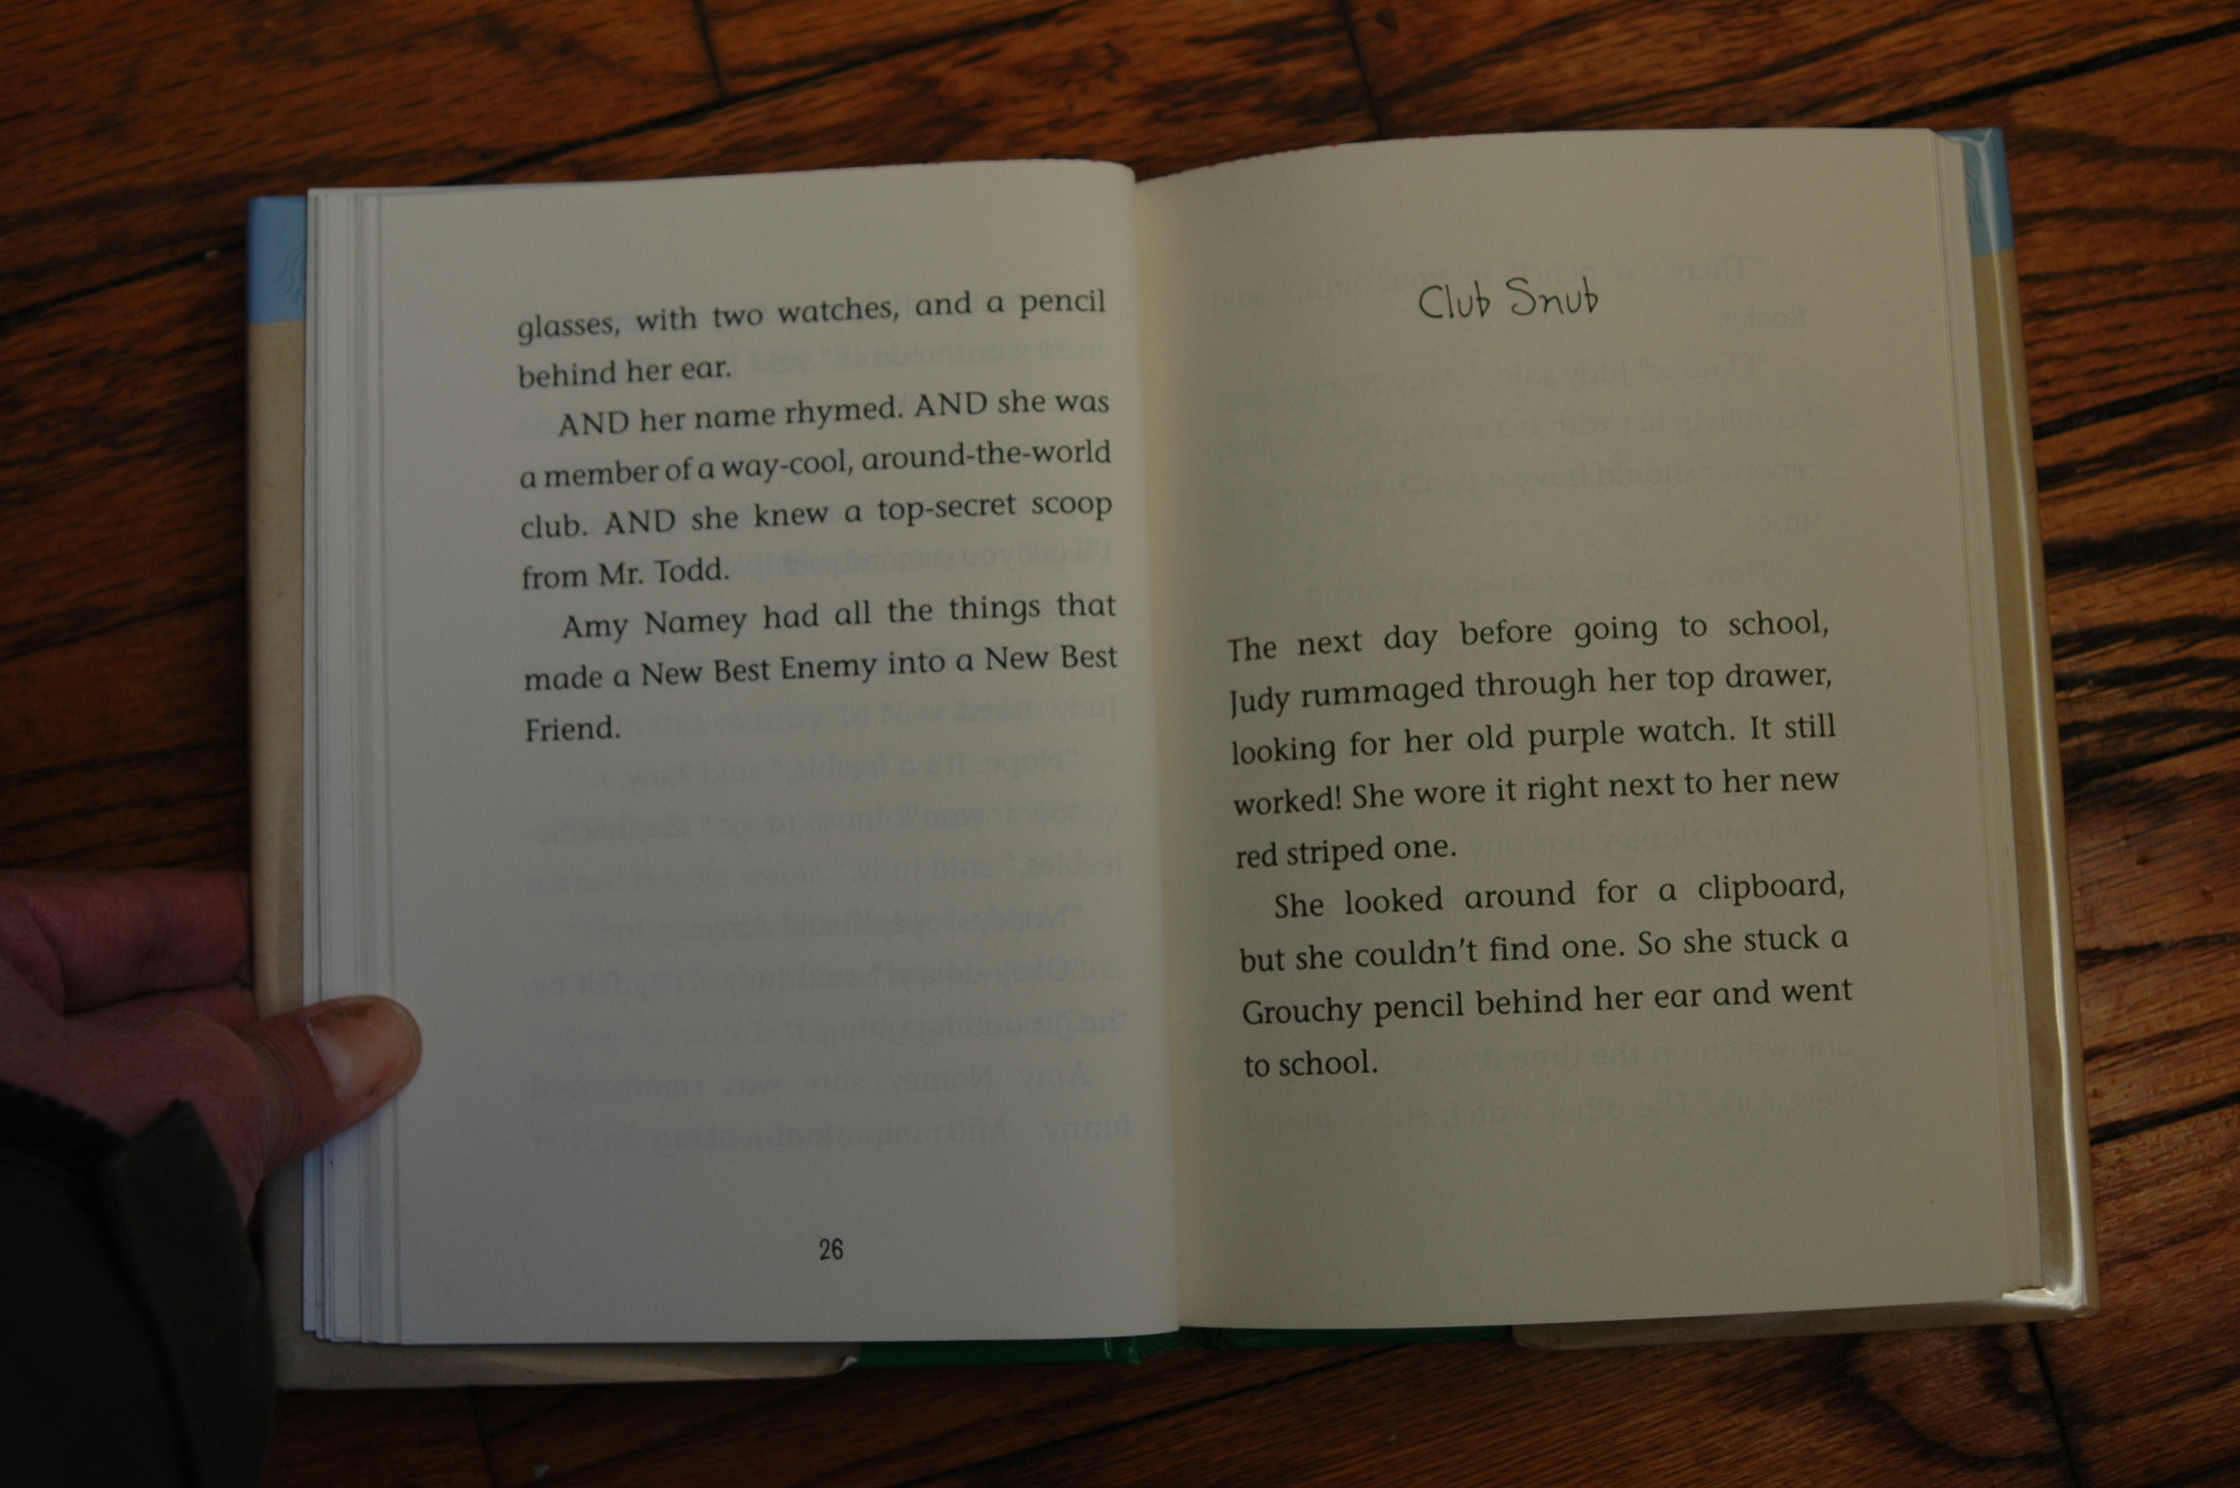 glasses, with two watches, and a pencil
behind her ear.
AND her name rhymed. AND she was
a member of a way-cool, around-the-world
club. AND she knew a top-secret scoop
from Mr. Todd.
Amy Namey had all the things that
made a New Best Enemy into a New Best
Friend.
26
Club Snub
The next day before going to school,
Judy rummaged through her top drawer,
looking for her old purple watch. It still
worked! She wore it right next to her new
red striped one.
She looked around for a clipboard,
but she couldn't find one. So she stuck a
Grouchy pencil behind her ear and went
to school.